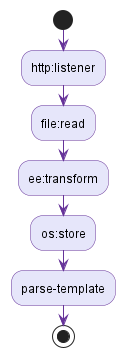 http:listener
file:read
ee:transform
os:store
parse-template